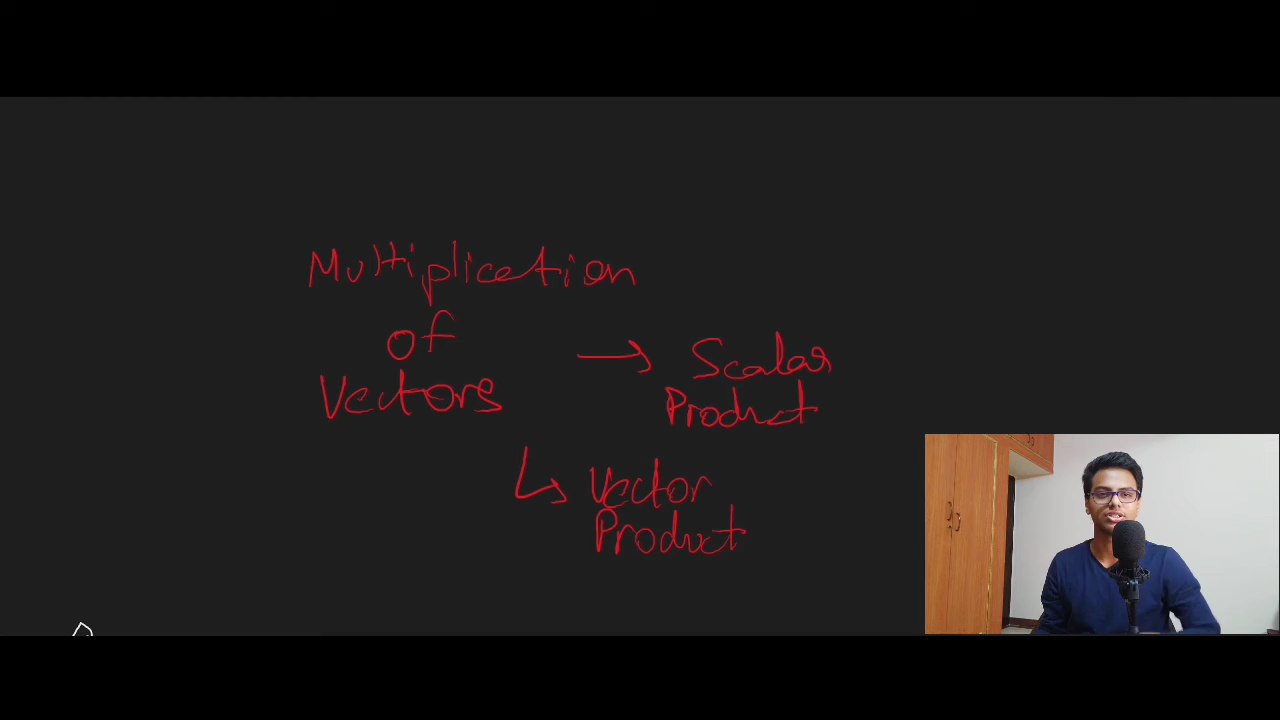 Multiplication
of
Vectors
→ Scalar
Product
↳ Vector
Product